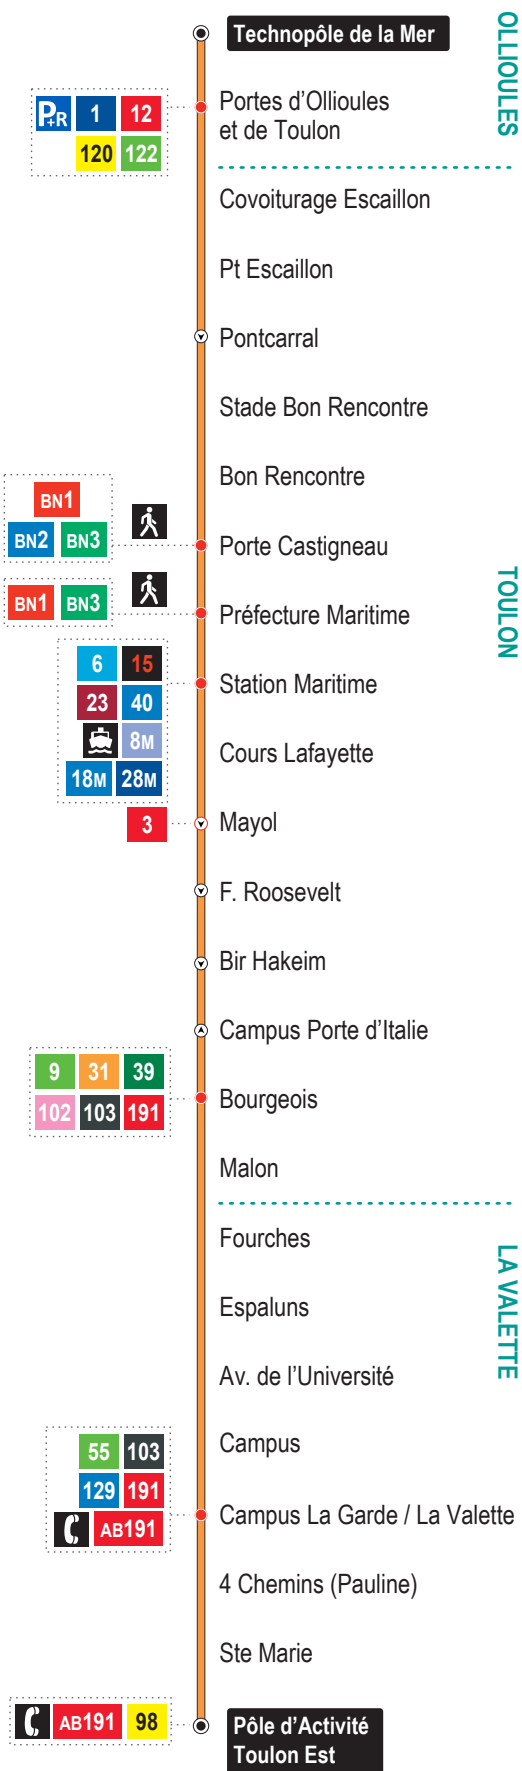 OLLIOULES
Technopôle de la Mer
P+R 1 12
120 122
Portes d'Ollioules
et de Toulon
Covoiturage Escaillon
Pt Escaillon
Pontcarral
Stade Bon Rencontre
Bon Rencontre
BN1
BN2 BN3
Porte Castigneau
TOULON
BN1 BN3
Préfecture Maritime
6 15
23 40
8M
18M 28M
Station Maritime
Cours Lafayette
3
Mayol
F. Roosevelt
Bir Hakeim
Campus Porte d'Italie
9 31 39
102 103 191
Bourgeois
Malon
LA VALETTE
Fourches
Espaluns
Av. de l'Université
Campus
55 103
129 191
AB191
Campus La Garde / La Valette
4 Chemins (Pauline)
Ste Marie
AB191 98
Pôle d'Activité
Toulon Est